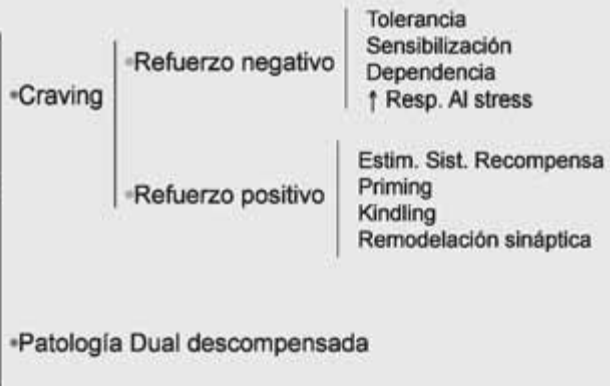 •Craving
•Refuerzo negativo
Tolerancia
Sensibilización
Dependencia
↑ Resp. Al stress
•Refuerzo positivo
Estim. Sist. Recompensa
Priming
Kindling
Remodelación sináptica
•Patología Dual descompensada